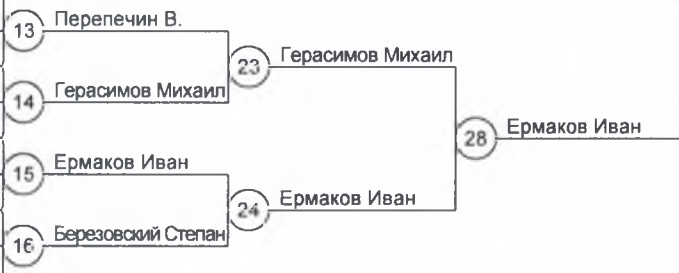 13 Перепечин В.
23 Герасимов Михаил
14 Герасимов Михаил
28 Ермаков Иван
15 Ермаков Иван
24 Ермаков Иван
16 Березовский Степан